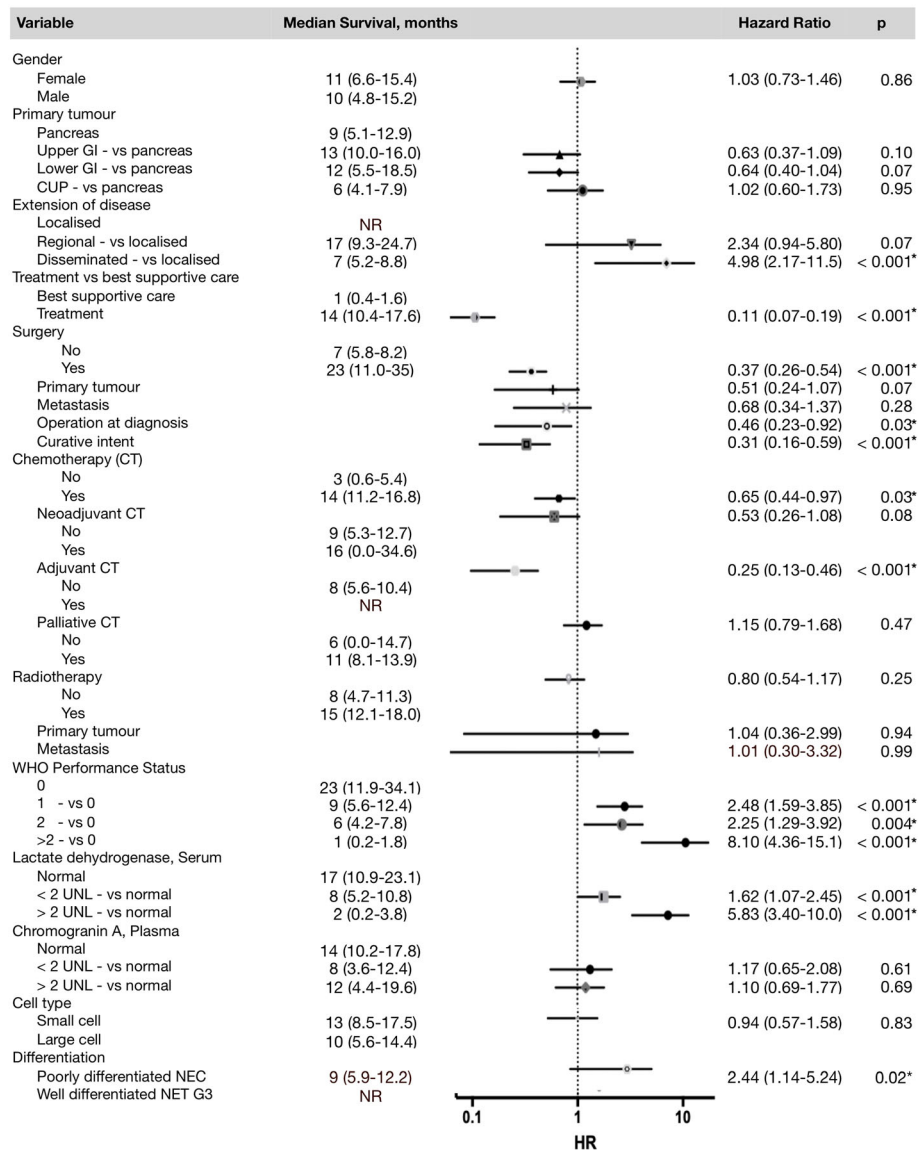 Variable Median Survival, months Hazard Ratio p
Gender
Female 11 (6.6-15.4) 1.03 (0.73-1.46) 0.86
Male 10 (4.8-15.2)
Primary tumour
Pancreas 9 (5.1-12.9)
Upper GI - vs pancreas 13 (10.0-16.0) 0.63 (0.37-1.09) 0.10
Lower GI - vs pancreas 12 (5.5-18.5) 0.64 (0.40-1.04) 0.07
CUP - vs pancreas 6 (4.1-7.9) 1.02 (0.60-1.73) 0.95
Extension of disease
Localised NR
Regional - vs localised 17 (9.3-24.7) 2.34 (0.94-5.80) 0.07
Disseminated - vs localised 7 (5.2-8.8) 4.98 (2.17-11.5) < 0.001*
Treatment vs best supportive care
Best supportive care 1 (0.4-1.6)
Treatment 14 (10.4-17.6) 0.11 (0.07-0.19) < 0.001*
Surgery
No 7 (5.8-8.2)
Yes 23 (11.0-35) 0.37 (0.26-0.54) < 0.001*
Primary tumour 0.51 (0.24-1.07) 0.07
Metastasis 0.68 (0.34-1.37) 0.28
Operation at diagnosis 0.46 (0.23-0.92) 0.03*
Curative intent 0.31 (0.16-0.59) < 0.001*
Chemotherapy (CT)
No 3 (0.6-5.4)
Yes 14 (11.2-16.8) 0.65 (0.44-0.97) 0.03*
Neoadjuvant CT 0.53 (0.26-1.08) 0.08
No 9 (5.3-12.7)
Yes 16 (0.0-34.6)
Adjuvant CT 0.25 (0.13-0.46) < 0.001*
No 8 (5.6-10.4)
Yes NR
Palliative CT 1.15 (0.79-1.68) 0.47
No 6 (0.0-14.7)
Yes 11 (8.1-13.9)
Radiotherapy 0.80 (0.54-1.17) 0.25
No 8 (4.7-11.3)
Yes 15 (12.1-18.0)
Primary tumour 1.04 (0.36-2.99) 0.94
Metastasis 1.01 (0.30-3.32) 0.99
WHO Performance Status
0 23 (11.9-34.1)
1 - vs 0 9 (5.6-12.4) 2.48 (1.59-3.85) < 0.001*
2 - vs 0 6 (4.2-7.8) 2.25 (1.29-3.92) 0.004*
>2 - vs 0 1 (0.2-1.8) 8.10 (4.36-15.1) < 0.001*
Lactate dehydrogenase, Serum
Normal 17 (10.9-23.1)
< 2 UNL - vs normal 8 (5.2-10.8) 1.62 (1.07-2.45) < 0.001*
> 2 UNL - vs normal 2 (0.2-3.8) 5.83 (3.40-10.0) < 0.001*
Chromogranin A, Plasma
Normal 14 (10.2-17.8)
< 2 UNL - vs normal 8 (3.6-12.4) 1.17 (0.65-2.08) 0.61
> 2 UNL - vs normal 12 (4.4-19.6) 1.10 (0.69-1.77) 0.69
Cell type
Small cell 13 (8.5-17.5) 0.94 (0.57-1.58) 0.83
Large cell 10 (5.6-14.4)
Differentiation
Poorly differentiated NEC 9 (5.9-12.2) 2.44 (1.14-5.24) 0.02*
Well differentiated NET G3 NR
0.1 1 10
HR